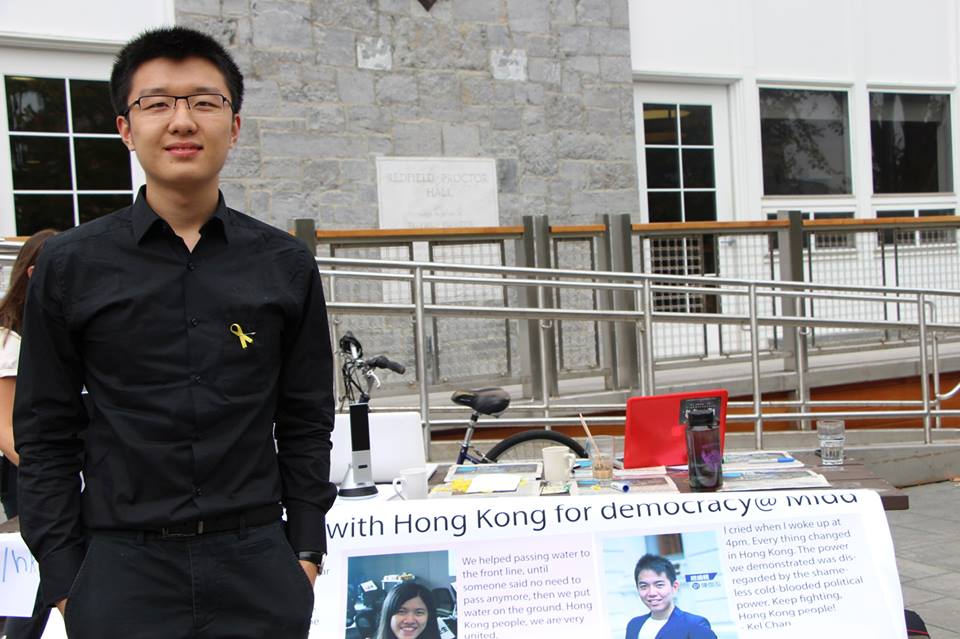 REDFIELD PROCTOR
HALL
with Hong Kong for democracy@ Midd
We helped passing water to
the front line, until
someone said no need to
pass anymore, then we put
water on the ground. Hong
Kong people, we are very
united.
I cried when I woke up at
4pm. Everything changed
in Hong Kong. The power
we demonstrated was dis-
regarded by the shame-
less cold-blooded political
power. Keep fighting,
Hong Kong people!
- Kel Chan